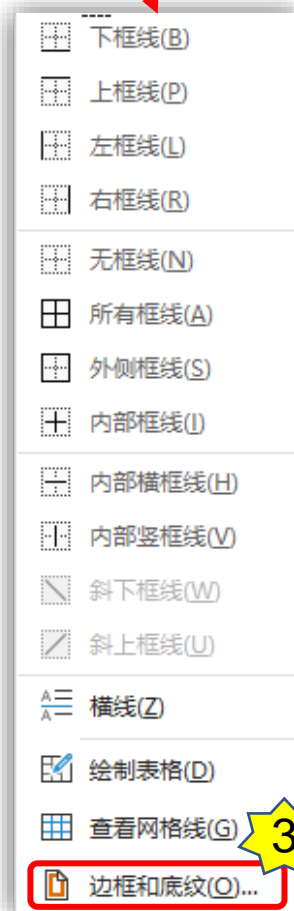 下框线(B)
上框线(P)
左框线(L)
右框线(R)
无框线(N)
所有框线(A)
外侧框线(S)
内部框线(I)
内部横框线(H)
内部竖框线(V)
斜下框线(W)
斜上框线(U)
横线(Z)
绘制表格(D)
查看网格线(G)
3
边框和底纹(O)...